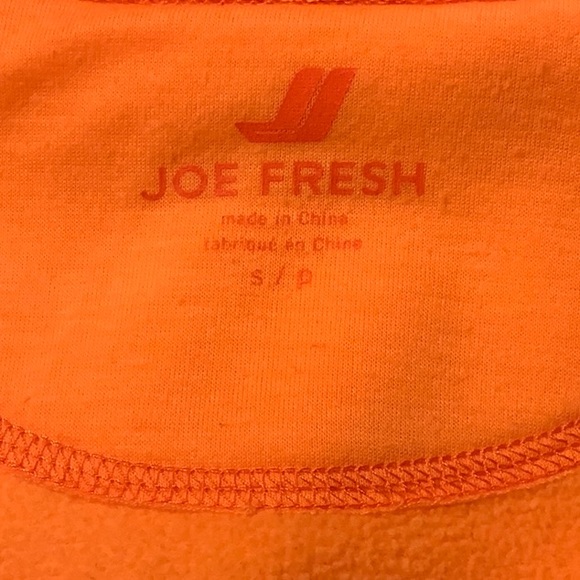 JOE FRESH
made in China
fabriqué en Chine
s / p